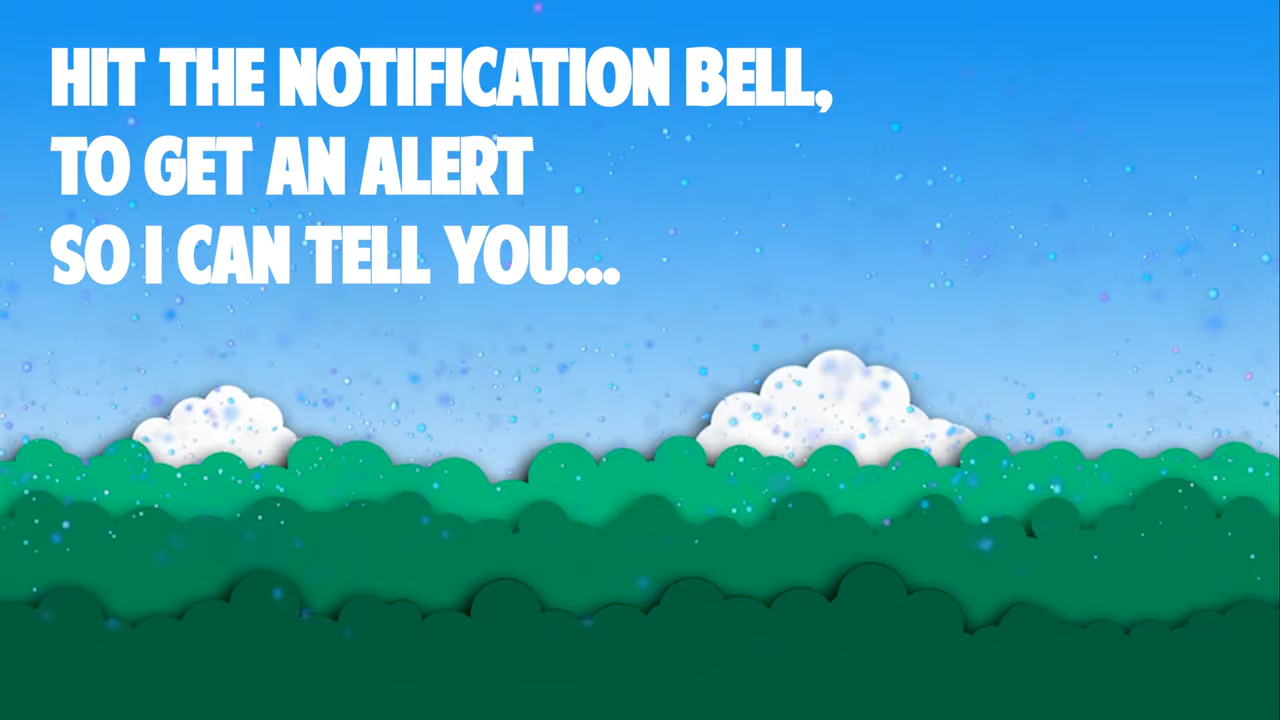 HIT THE NOTIFICATION BELL,
TO GET AN ALERT
SO I CAN TELL YOU...